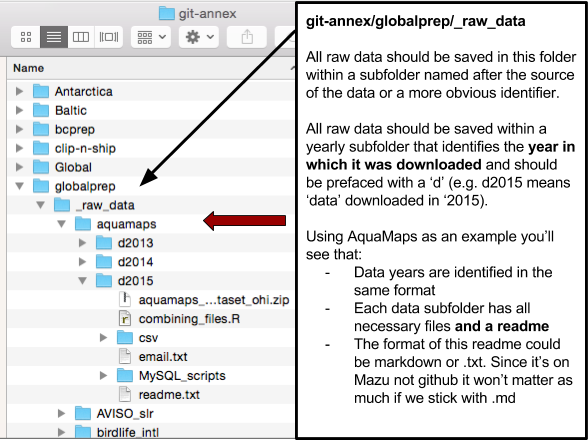 git-annex
Name
Antarctica
Baltic
bcprep
clip-n-ship
Global
globalprep
_raw_data
aquamaps
d2013
d2014
d2015
aquamaps_...taset_ohi.zip
combining_files.R
csv
email.txt
MySQL_scripts
readme.txt
AVISO_slr
birdlife_intl
git-annex/globalprep/_raw_data
All raw data should be saved in this folder
within a subfolder named after the source
of the data or a more obvious identifier.
All raw data should be saved within a
yearly subfolder that identifies the year in
which it was downloaded and should
be prefaced with a ‘d’ (e.g. d2015 means
‘data’ downloaded in ‘2015).
Using AquaMaps as an example you’ll
see that:
- Data years are identified in the
same format
- Each data subfolder has all
necessary files and a readme
- The format of this readme could
be markdown or .txt. Since it’s on
Mazu not github it won’t matter as
much if we stick with .md